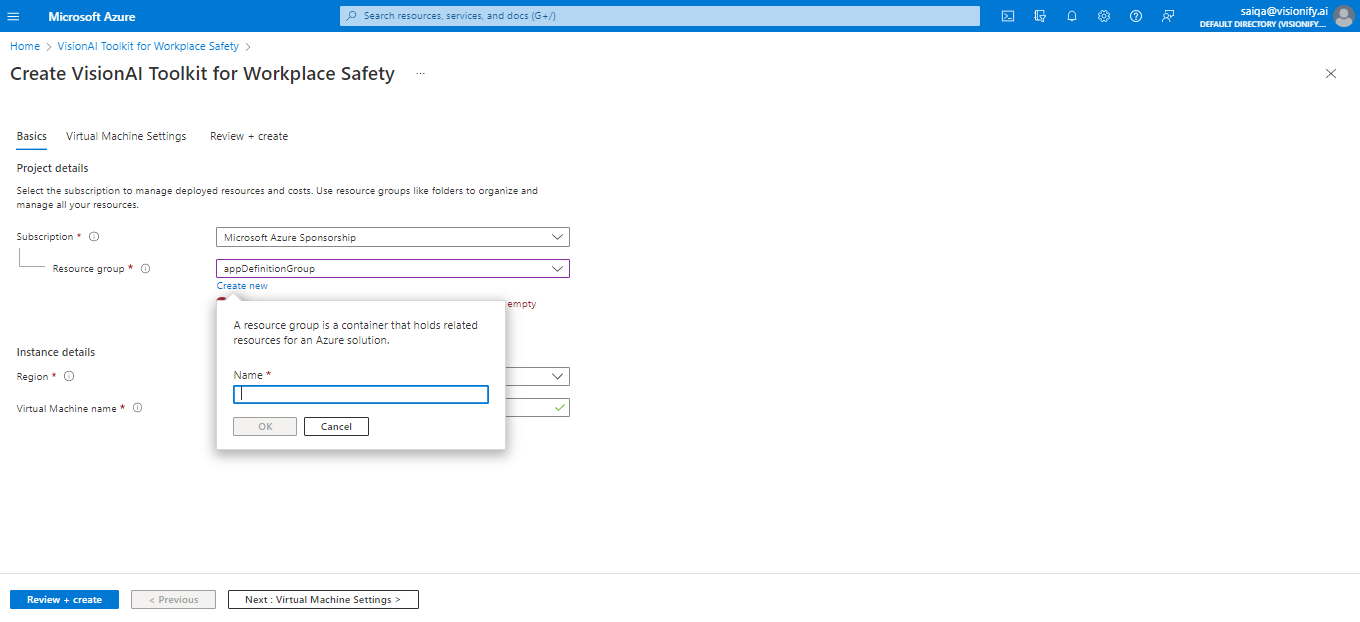 Microsoft Azure
Search resources, services, and docs (G+/)
saiqa@visionify.ai
DEFAULT DIRECTORY (VISIONIFY....
Home > VisionAI Toolkit for Workplace Safety >
Create VisionAI Toolkit for Workplace Safety ...
Basics Virtual Machine Settings Review + create
Project details
Select the subscription to manage deployed resources and costs. Use resource groups like folders to organize and
manage all your resources.
Subscription *
Microsoft Azure Sponsorship
Resource group *
appDefinitionGroup
Create new
empty
A resource group is a container that holds related
resources for an Azure solution.
Name *
OK Cancel
Instance details
Region *
Virtual Machine name *
Review + create
< Previous
Next : Virtual Machine Settings >